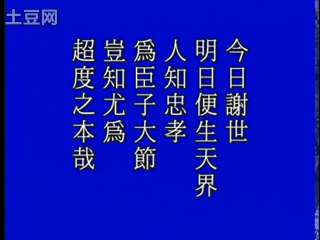 土豆网
今日謝世
明日便生天界
人知忠孝
爲臣子大節
豈知尤爲
超度之本哉